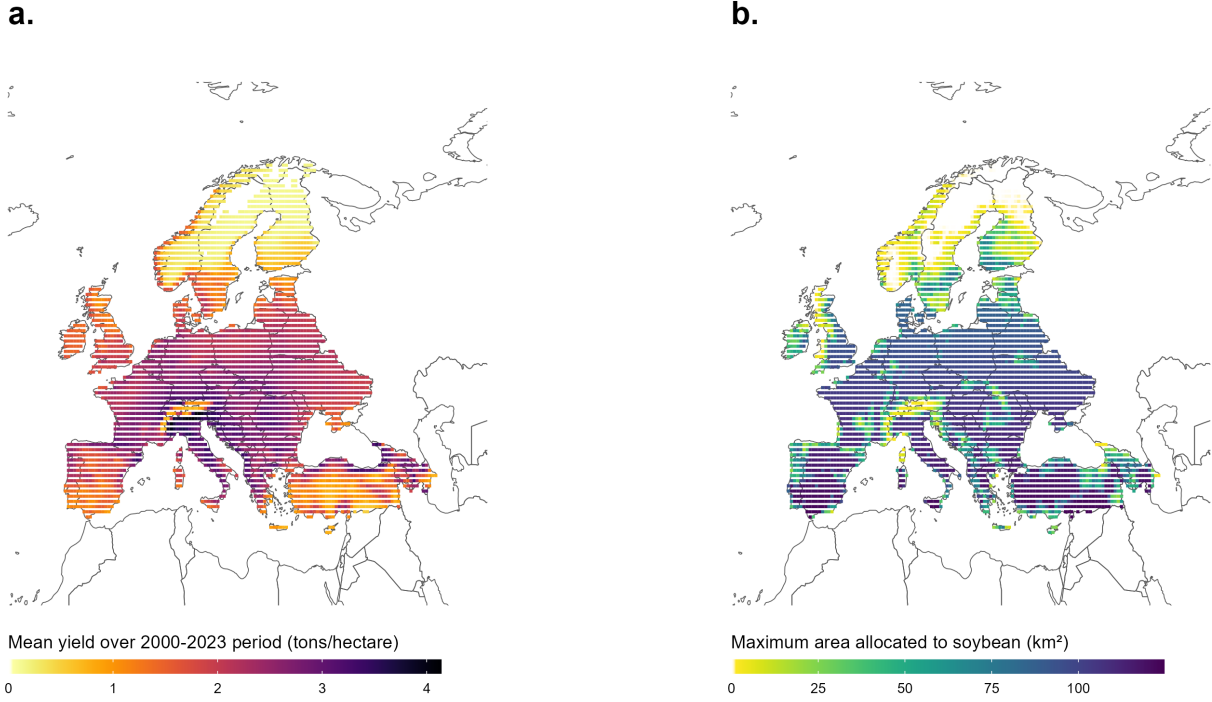 a.
b.
Mean yield over 2000-2023 period (tons/hectare)
0 1 2 3 4
Maximum area allocated to soybean (km²)
0 25 50 75 100